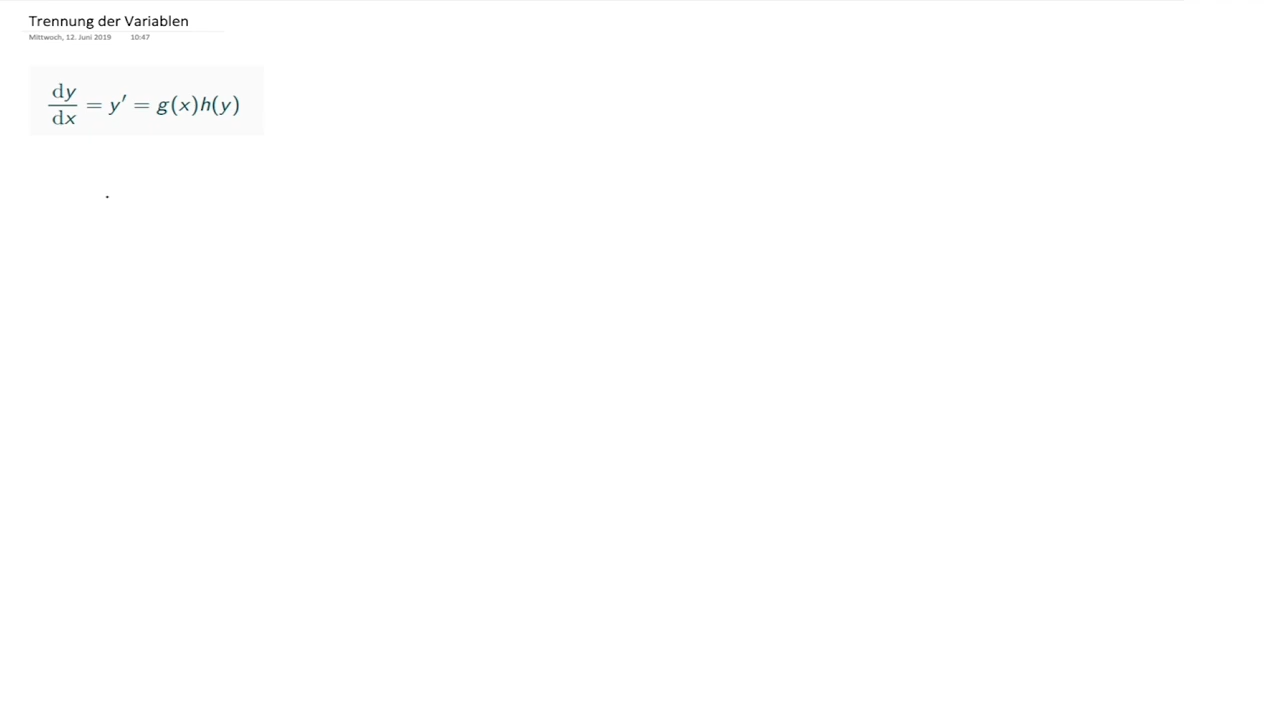 Trennung der Variablen
Mittwoch, 12. Juni 2019 10:47
dy/dx = y′ = g(x)h(y)